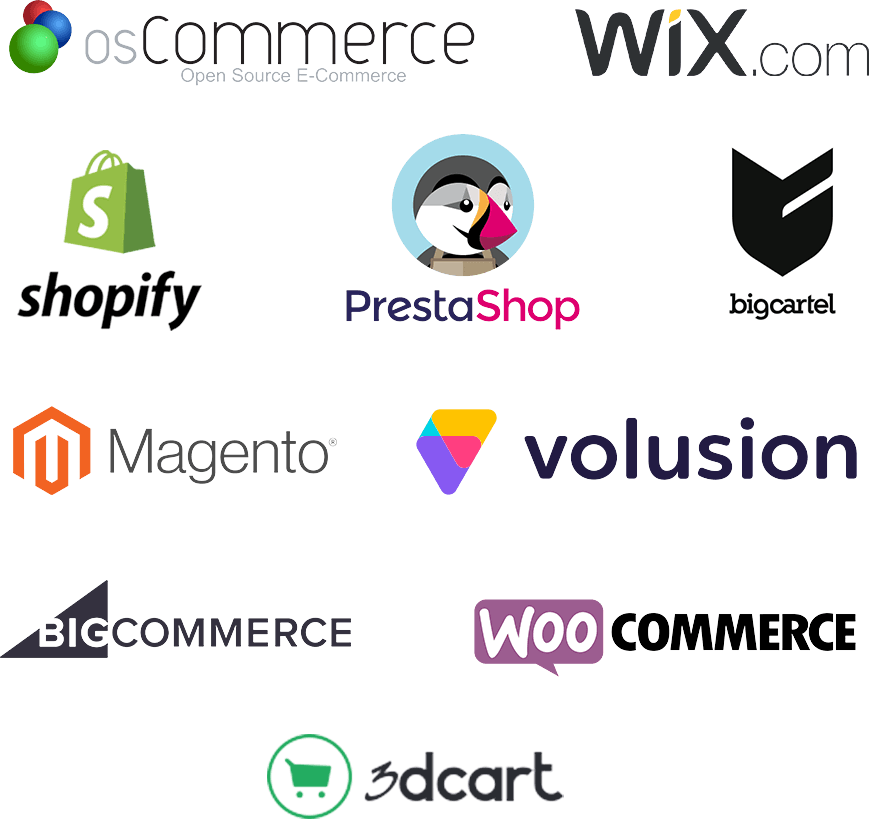 osCommerce
Open Source E-Commerce
WiX.com
S
shopify
PrestaShop
bigcartel
Magento®
volusion
BIGCOMMERCE
WOO COMMERCE
3dcart